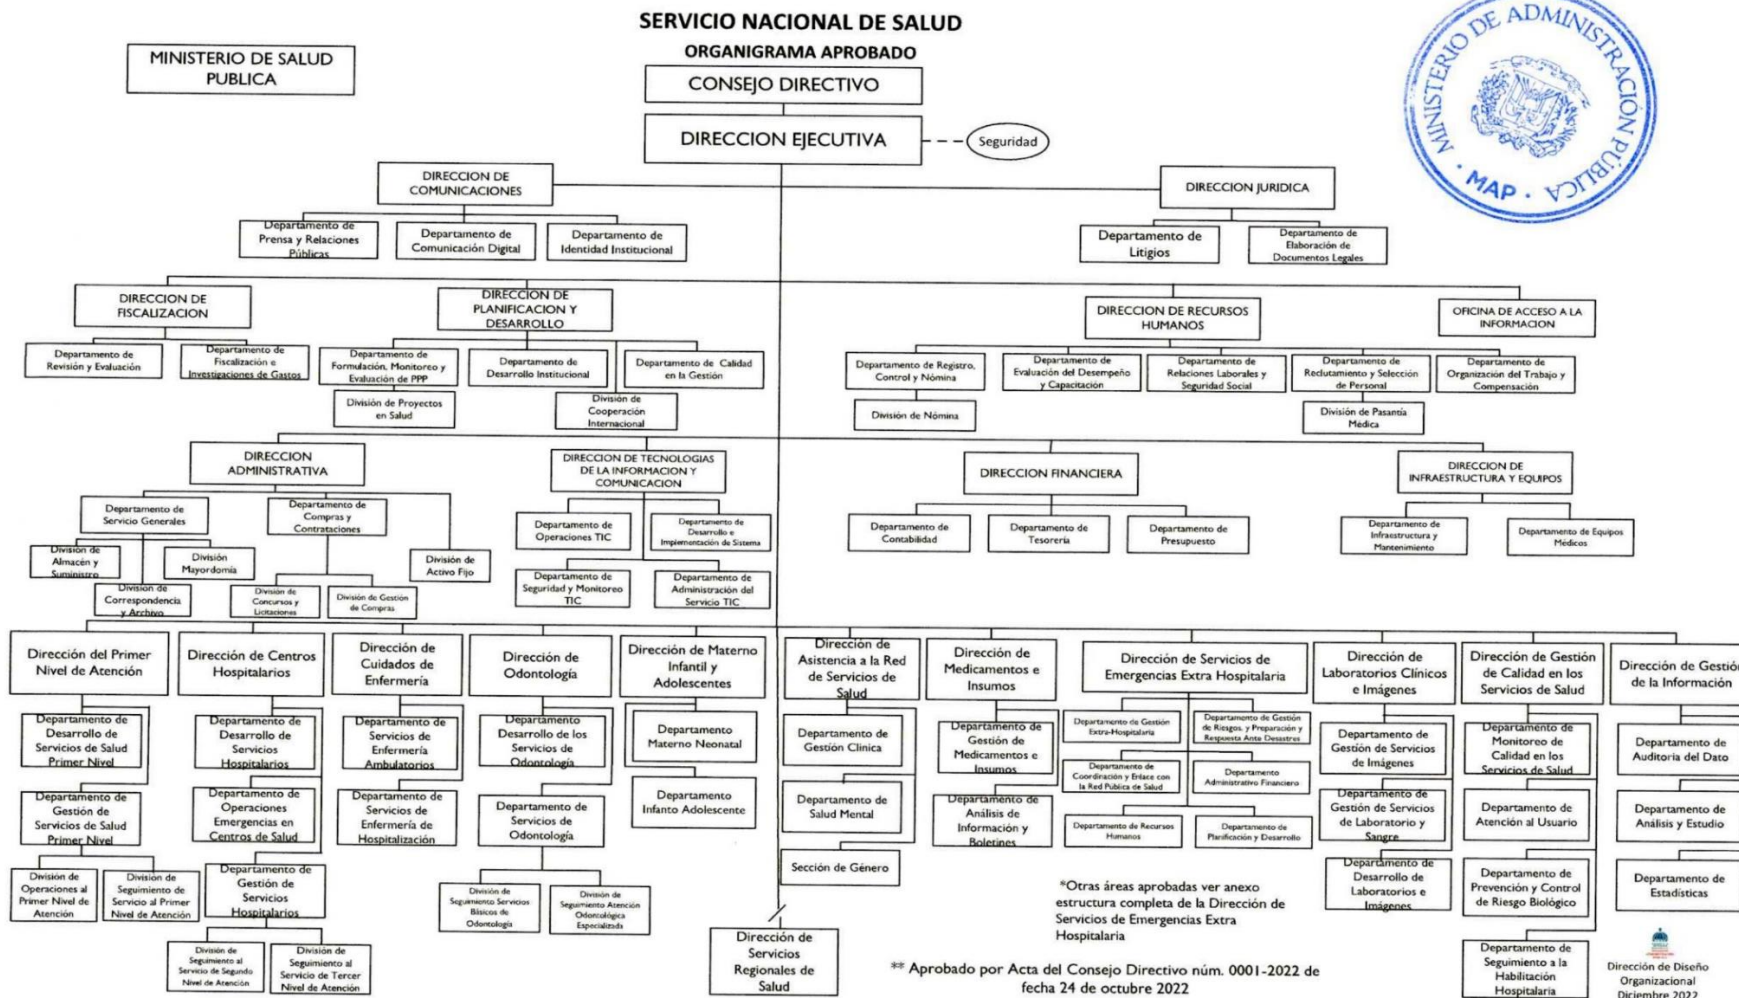 SERVICIO NACIONAL DE SALUD
ORGANIGRAMA APROBADO
MINISTERIO DE SALUD
PUBLICA
CONSEJO DIRECTIVO
DIRECCION EJECUTIVA
Seguridad
MINISTERIO DE ADMINISTRACIÓN PÚBLICA
· MAP ·
DIRECCION DE
COMUNICACIONES
DIRECCION JURIDICA
Departamento de
Prensa y Relaciones
Públicas
Departamento de
Comunicación Digital
Departamento de
Identidad Institucional
Departamento de
Litigios
Departamento de
Elaboración de
Documentos Legales
DIRECCION DE
FISCALIZACION
DIRECCION DE
PLANIFICACION Y
DESARROLLO
DIRECCION DE RECURSOS
HUMANOS
OFICINA DE ACCESO A LA
INFORMACION
Departamento de
Revisión y Evaluación
Departamento de
Fiscalización e
Investigaciones de Gastos
Departamento de
Formulación, Monitoreo y
Evaluación de PPP
Departamento de
Desarrollo Institucional
Departamento de Calidad
en la Gestión
Departamento de Registro,
Control y Nómina
Departamento de
Evaluación del Desempeño
y Capacitación
Departamento de
Relaciones Laborales y
Seguridad Social
Departamento de
Reclutamiento y Selección
de Personal
Departamento de
Organización del Trabajo y
Compensación
División de Proyectos
en Salud
División de
Cooperación
Internacional
División de Nómina
División de Pasantía
Médica
DIRECCION
ADMINISTRATIVA
DIRECCION DE TECNOLOGIAS
DE LA INFORMACION Y
COMUNICACION
DIRECCION FINANCIERA
DIRECCION DE
INFRAESTRUCTURA Y EQUIPOS
Departamento de
Servicio Generales
Departamento de
Compras y
Contrataciones
Departamento de
Operaciones TIC
Departamento de
Desarrollo e
Implementación de Sistema
Departamento de
Contabilidad
Departamento de
Tesorería
Departamento de
Presupuesto
Departamento de
Infraestructura y
Mantenimiento
Departamento de Equipos
Médicos
División de
Almacén y
Suministro
División
Mayordomía
División de
Activo Fijo
División de
Correspondencia
y Archivo
División de
Concursos y
Licitaciones
División de Gestión
de Compras
Departamento de
Seguridad y Monitoreo
TIC
Departamento de
Administración del
Servicio TIC
Dirección del Primer
Nivel de Atención
Dirección de Centros
Hospitalarios
Dirección de
Cuidados de
Enfermería
Dirección de
Odontología
Dirección de Materno
Infantil y
Adolescentes
Dirección de
Asistencia a la Red
de Servicios de
Salud
Dirección de
Medicamentos e
Insumos
Dirección de Servicios de
Emergencias Extra Hospitalaria
Dirección de
Laboratorios Clínicos
e Imágenes
Dirección de Gestión
de Calidad en los
Servicios de Salud
Dirección de Gestión
de la Información
Departamento de
Desarrollo de
Servicios de Salud
Primer Nivel
Departamento de
Desarrollo de
Servicios
Hospitalarios
Departamento de
Servicios de
Enfermería
Ambulatorios
Departamento
Desarrollo de los
Servicios de
Odontología
Departamento
Materno Neonatal
Departamento de
Gestión Clínica
Departamento de
Gestión de
Medicamentos e
Insumos
Departamento de Gestión
Extra-Hospitalaria
Departamento de Gestión
de Riesgos, y Preparación y
Respuesta Ante Desastres
Departamento de
Gestión de Servicios
de Imágenes
Departamento de
Monitoreo de
Calidad en los
Servicios de Salud
Departamento de
Auditoria del Dato
Departamento de
Coordinación y Enlace con
la Red Pública de Salud
Departamento
Administrativo Financiero
Departamento de
Gestión de
Servicios de Salud
Primer Nivel
Departamento de
Operaciones
Emergencias en
Centros de Salud
Departamento de
Servicios de
Enfermería de
Hospitalización
Departamento de
Servicios de
Odontología
Departamento
Infanto Adolescente
Departamento de
Salud Mental
Departamento de
Análisis de
Información y
Boletines
Departamento de Recursos
Humanos
Departamento de
Planificación y Desarrollo
Departamento de
Gestión de Servicios
de Laboratorio y
Sangre
Departamento de
Atención al Usuario
Departamento de
Análisis y Estudio
División de
Operaciones al
Primer Nivel de
Atención
División de
Seguimiento de
Servicio al Primer
Nivel de Atención
Departamento de
Gestión de
Servicios
Hospitalarios
División de
Seguimiento Servicios
Básicos de
Odontología
División de
Seguimiento Atención
Odontológica
Especializada
Sección de Género
Departamento de
Desarrollo de
Laboratorios e
Imágenes
Departamento de
Prevención y Control
de Riesgo Biológico
Departamento de
Estadísticas
*Otras áreas aprobadas ver anexo
estructura completa de la Dirección de
Servicios de Emergencias Extra
Hospitalaria
División de
Seguimiento al
Servicio de Segundo
Nivel de Atención
División de
Seguimiento al
Servicio de Tercer
Nivel de Atención
Dirección de
Servicios
Regionales de
Salud
** Aprobado por Acta del Consejo Directivo núm. 0001-2022 de
fecha 24 de octubre 2022
Departamento de
Seguimiento a la
Habilitación
Hospitalaria
Dirección de Diseño
Organizacional
Diciembre 2022